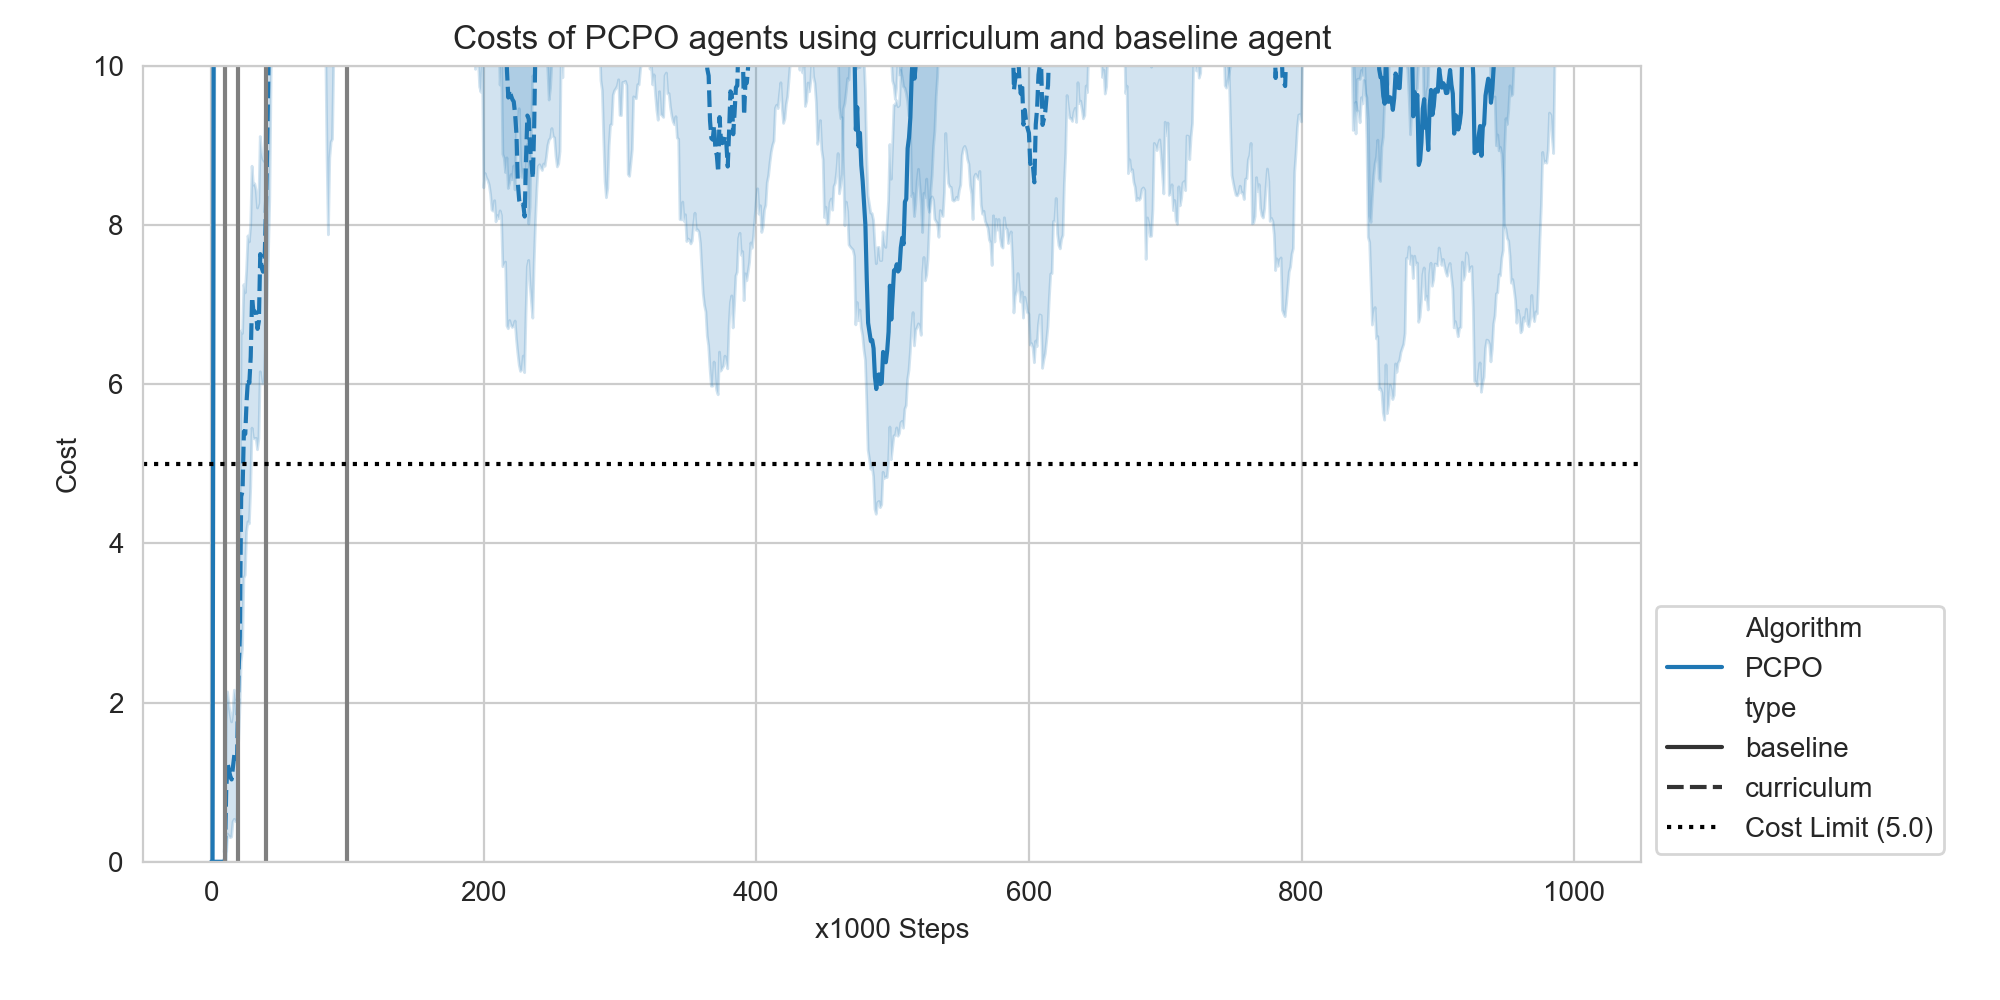 Costs of PCPO agents using curriculum and baseline agent
10
8
6
4
2
0
Cost
0 200 400 600 800 1000
x1000 Steps
Algorithm
PCPO
type
baseline
curriculum
Cost Limit (5.0)